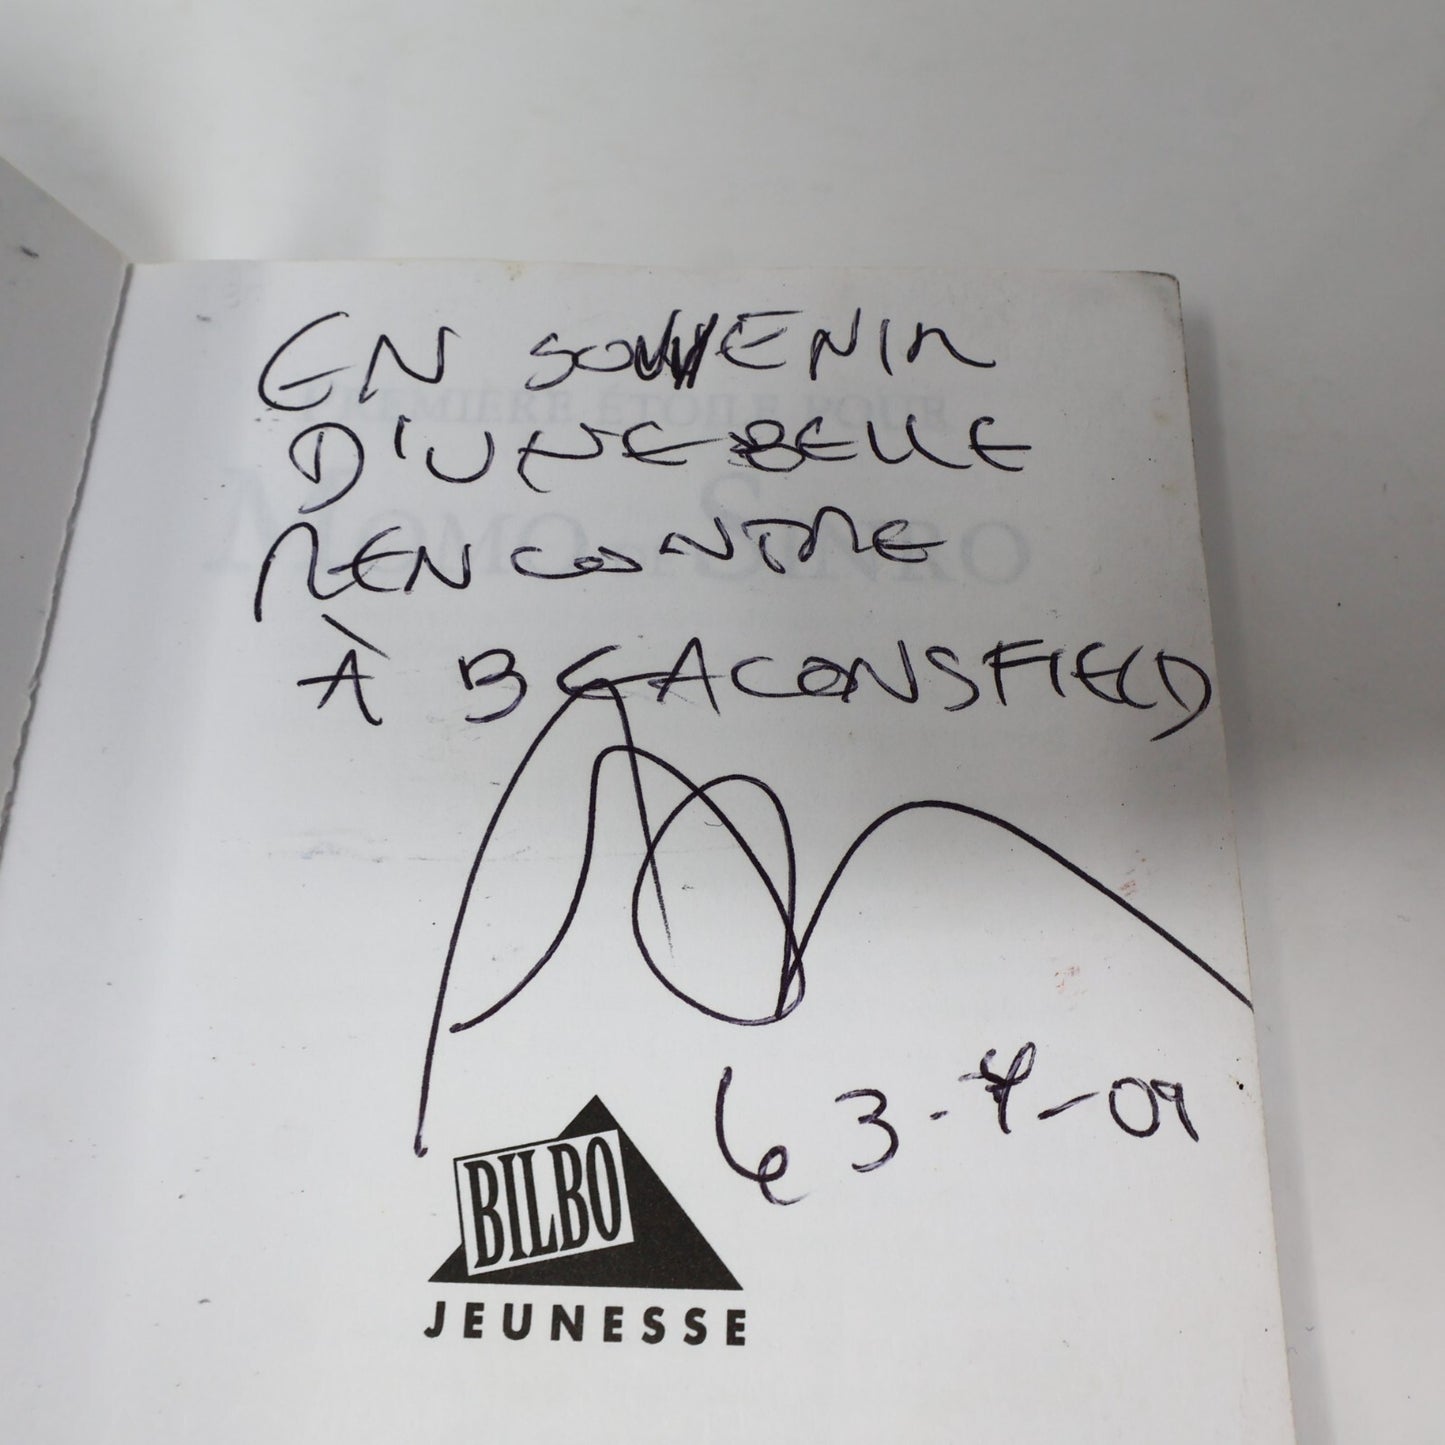 EN SOUVENIR
D'UNE BELLE
RENCONTRE
À BEACONSFIELD
LE 3-4-09
BILBO
JEUNESSE